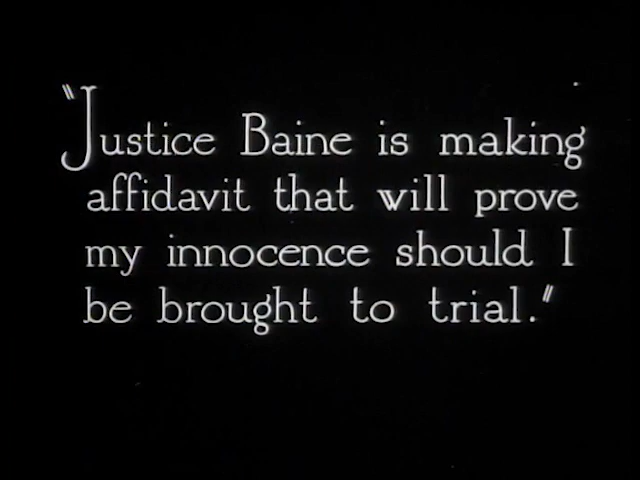 "Justice Baine is making
affidavit that will prove
my innocence should I
be brought to trial."